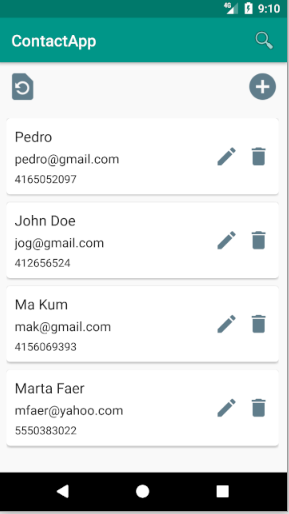 4G 9:10
ContactApp
Pedro
pedro@gmail.com
4165052097
John Doe
jog@gmail.com
412656524
Ma Kum
mak@gmail.com
4156069393
Marta Faer
mfaer@yahoo.com
5550383022